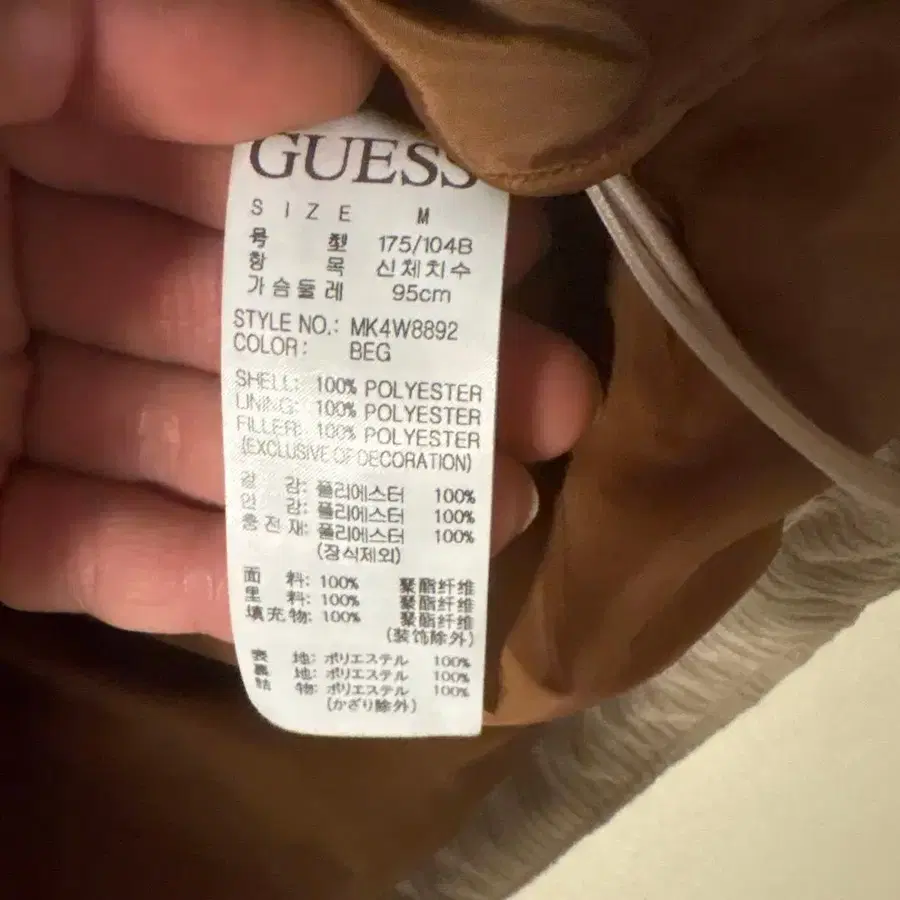 GUESS
SIZE M
号型 175/104B
항목 신체치수
가슴둘레 95cm
STYLE NO.: MK4W8892
COLOR: BEG
SHELL: 100% POLYESTER
LINING: 100% POLYESTER
FILLER: 100% POLYESTER
(EXCLUSIVE OF DECORATION)
겉감: 폴리에스터 100%
안감: 폴리에스터 100%
충전재: 폴리에스터 100%
(장식제외)
面料: 100% 聚酯纤维
里料: 100% 聚酯纤维
填充物: 100% 聚酯纤维
(装饰除外)
表地: ポリエステル 100%
裏地: ポリエステル 100%
詰物: ポリエステル 100%
(かざり除外)